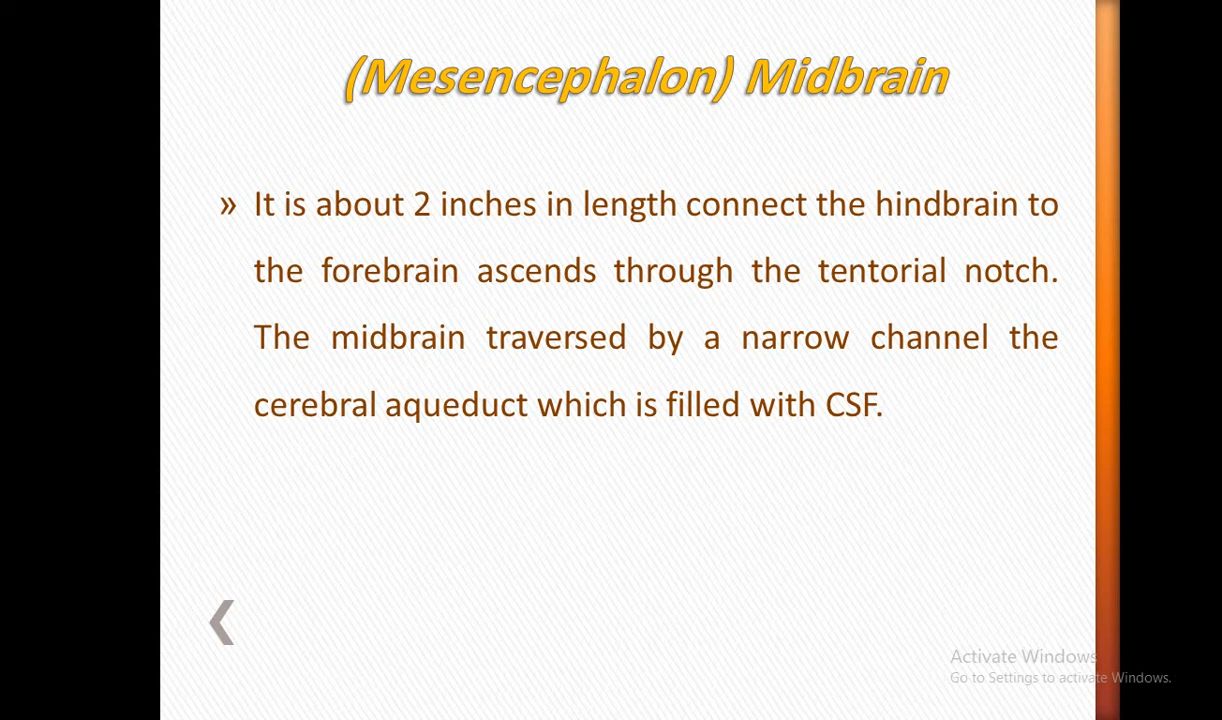 (Mesencephalon) Midbrain
» It is about 2 inches in length connect the hindbrain to
the forebrain ascends through the tentorial notch.
The midbrain traversed by a narrow channel the
cerebral aqueduct which is filled with CSF.
Activate Windows
Go to Settings to activate Windows.